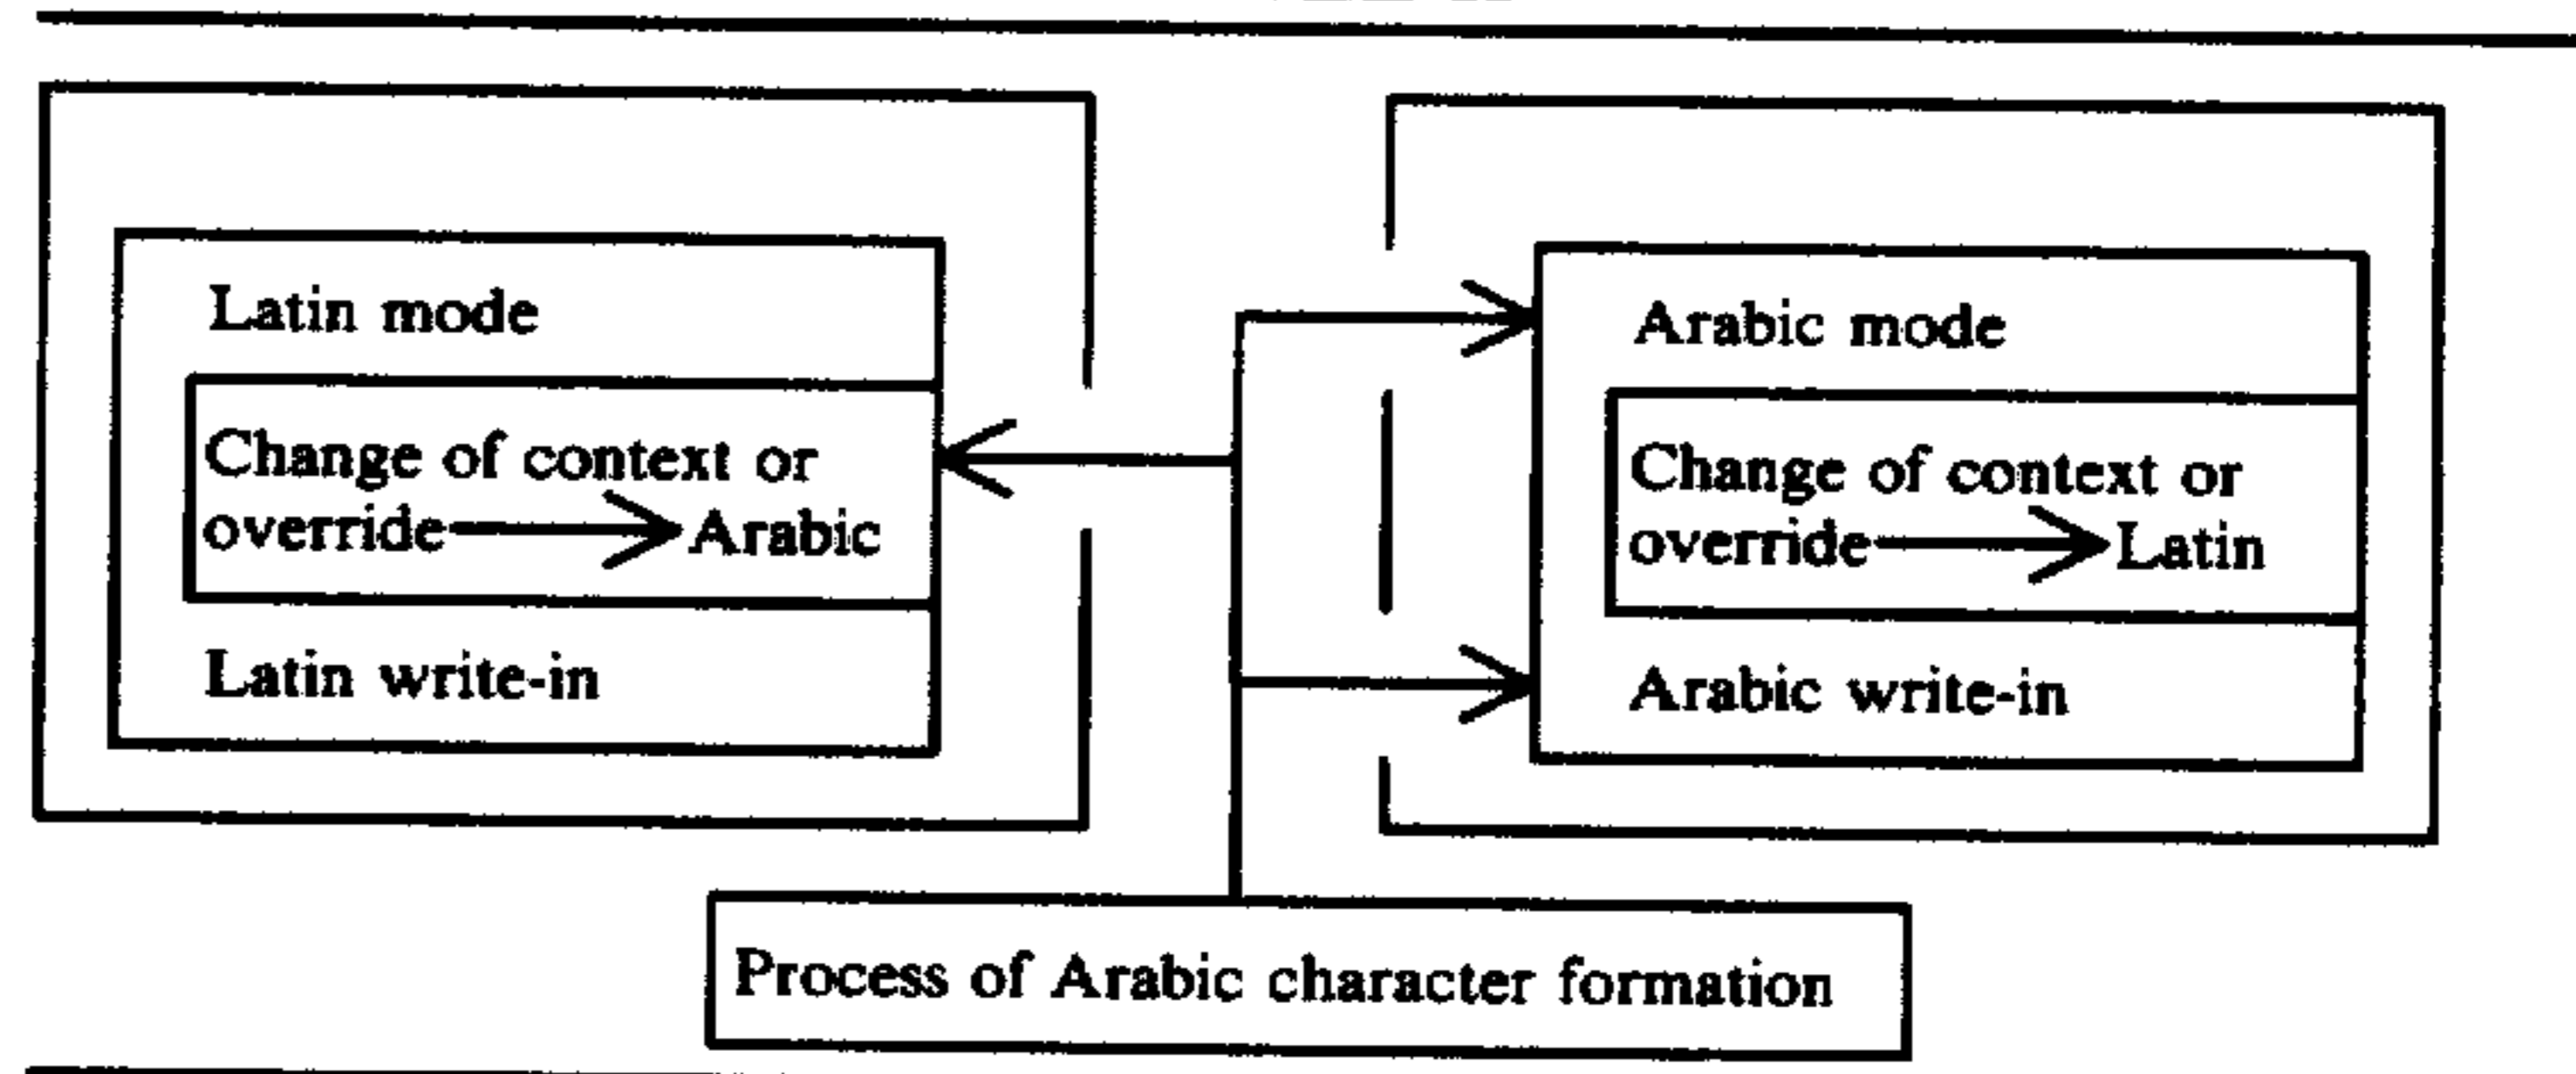 Latin mode
Change of context or
override → Arabic
Latin write-in
Arabic mode
Change of context or
override → Latin
Arabic write-in
Process of Arabic character formation